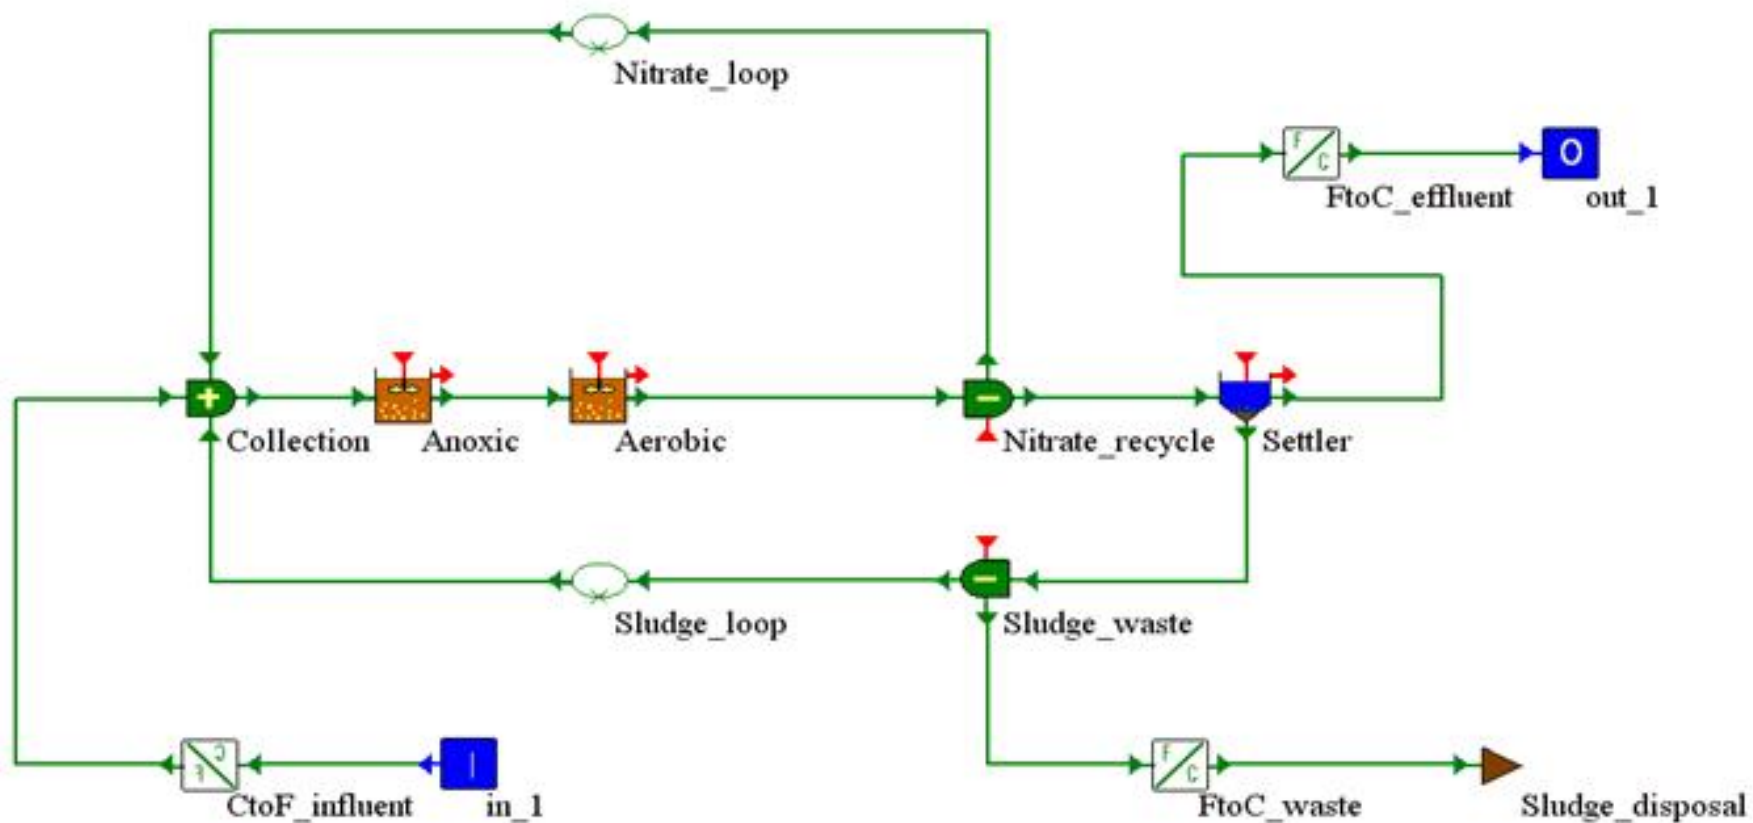 Nitrate_loop
F
C
FtoC_effluent
O
out_1
Collection
Anoxic
Aerobic
Nitrate_recycle
Settler
Sludge_loop
Sludge_waste
C
F
CtoF_influent
I
in_1
F
C
FtoC_waste
Sludge_disposal